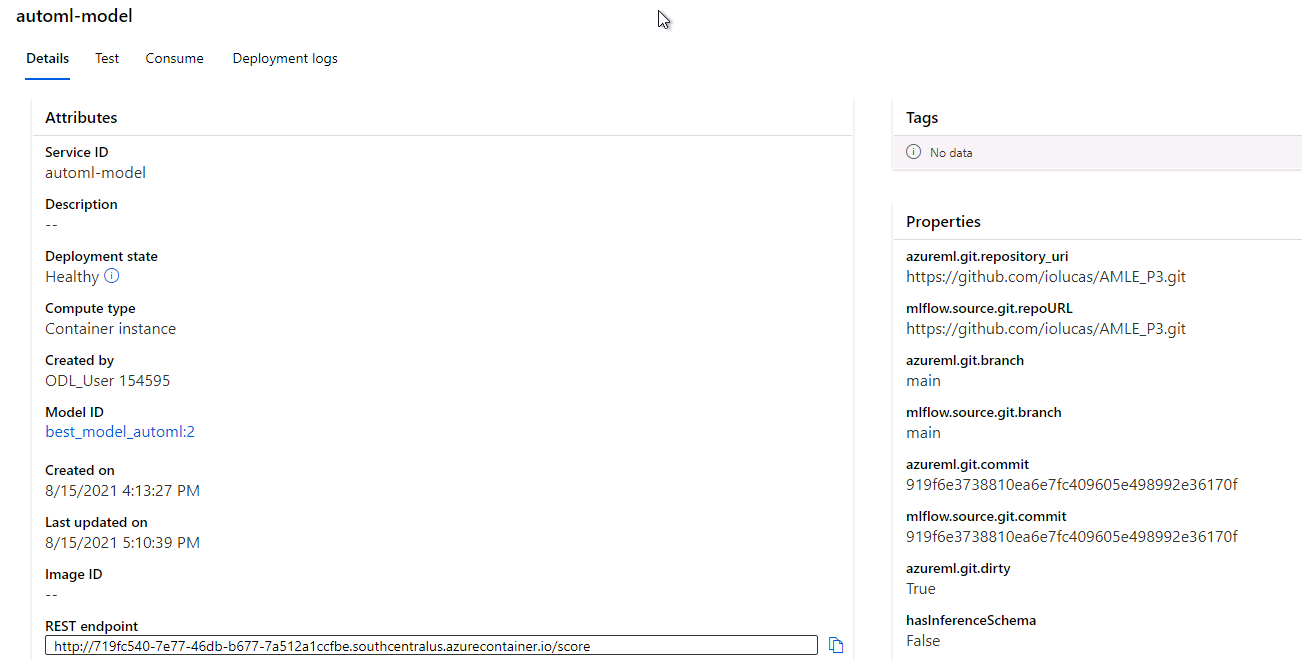 automl-model
Details Test Consume Deployment logs
Attributes
Service ID
automl-model
Description
--
Deployment state
Healthy
Compute type
Container instance
Created by
ODL_User 154595
Model ID
best_model_automl:2
Created on
8/15/2021 4:13:27 PM
Last updated on
8/15/2021 5:10:39 PM
Image ID
--
REST endpoint
http://719fc540-7e77-46db-b677-7a512a1ccfbe.southcentralus.azurecontainer.io/score
Tags
No data
Properties
azureml.git.repository_uri
https://github.com/iolucas/AMLE_P3.git
mlflow.source.git.repoURL
https://github.com/iolucas/AMLE_P3.git
azureml.git.branch
main
mlflow.source.git.branch
main
azureml.git.commit
919f6e3738810ea6e7fc409605e498992e36170f
mlflow.source.git.commit
919f6e3738810ea6e7fc409605e498992e36170f
azureml.git.dirty
True
hasInferenceSchema
False